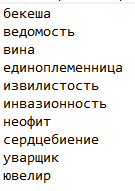 бекеша
ведомость
вина
единоплеменница
извилистость
инвазионность
неофит
сердцебиение
уварщик
ювелир